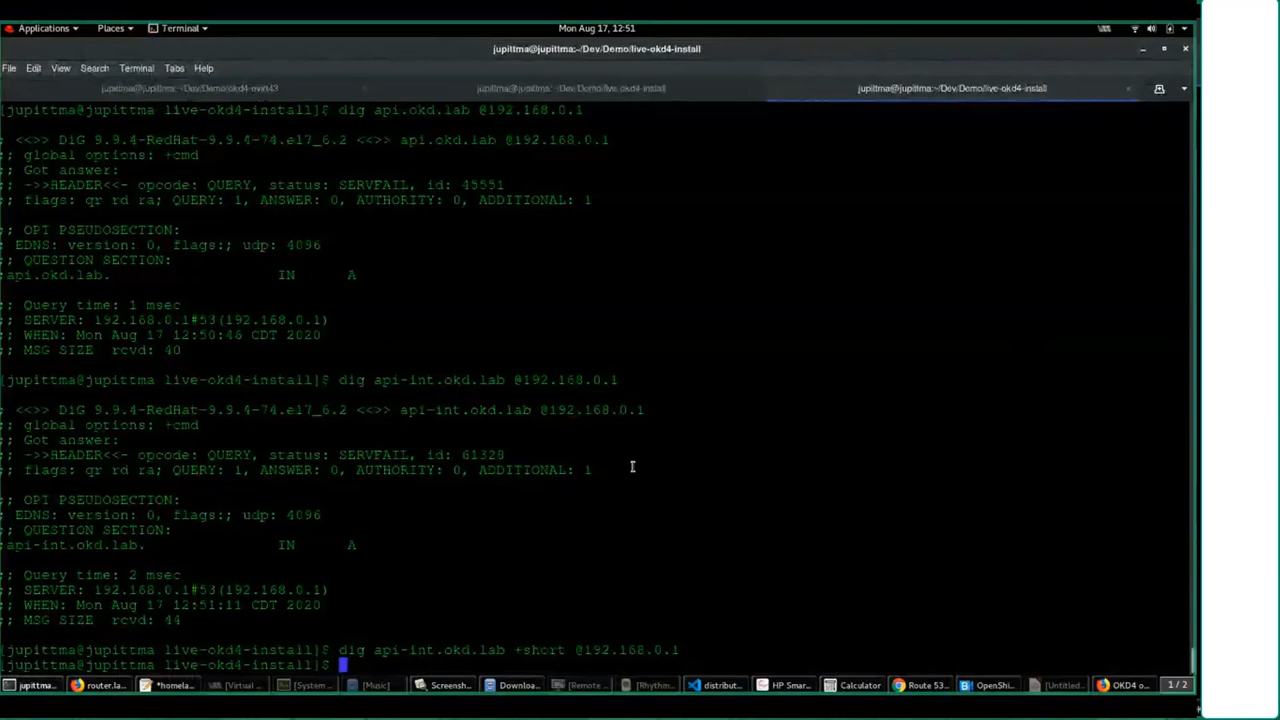 Applications Places Terminal Mon Aug 17, 12:51
jupittma@jupittma:~/Dev/Demo/live-okd4-install
File Edit View Search Terminal Tabs Help
jupittma@jupittma:~/Dev/Demo/okd4-ovirt43 jupittma@jupittma:~/Dev/Demo/live-okd4-install jupittma@jupittma:~/Dev/Demo/live-okd4-install
[jupittma@jupittma live-okd4-install]$ dig api.okd.lab @192.168.0.1
; <<>> DiG 9.9.4-RedHat-9.9.4-74.el7_6.2 <<>> api.okd.lab @192.168.0.1
;; global options: +cmd
;; Got answer:
;; ->>HEADER<<- opcode: QUERY, status: SERVFAIL, id: 45551
;; flags: qr rd ra; QUERY: 1, ANSWER: 0, AUTHORITY: 0, ADDITIONAL: 1
;; OPT PSEUDOSECTION:
; EDNS: version: 0, flags:; udp: 4096
;; QUESTION SECTION:
;api.okd.lab. IN A
;; Query time: 1 msec
;; SERVER: 192.168.0.1#53(192.168.0.1)
;; WHEN: Mon Aug 17 12:50:46 CDT 2020
;; MSG SIZE rcvd: 40
[jupittma@jupittma live-okd4-install]$ dig api-int.okd.lab @192.168.0.1
; <<>> DiG 9.9.4-RedHat-9.9.4-74.el7_6.2 <<>> api-int.okd.lab @192.168.0.1
;; global options: +cmd
;; Got answer:
;; ->>HEADER<<- opcode: QUERY, status: SERVFAIL, id: 61328
;; flags: qr rd ra; QUERY: 1, ANSWER: 0, AUTHORITY: 0, ADDITIONAL: 1
;; OPT PSEUDOSECTION:
; EDNS: version: 0, flags:; udp: 4096
;; QUESTION SECTION:
;api-int.okd.lab. IN A
;; Query time: 2 msec
;; SERVER: 192.168.0.1#53(192.168.0.1)
;; WHEN: Mon Aug 17 12:51:11 CDT 2020
;; MSG SIZE rcvd: 44
[jupittma@jupittma live-okd4-install]$ dig api-int.okd.lab +short @192.168.0.1
[jupittma@jupittma live-okd4-install]$
jupittma... router.la... *homela... [Virtual ... [System ... [Music] Screensh... Downloa... [Remote ... [Rhythm... distribut... HP Smar... Calculator Route 53... OpenShi... [Untitled... OKD4 o... 1 / 2